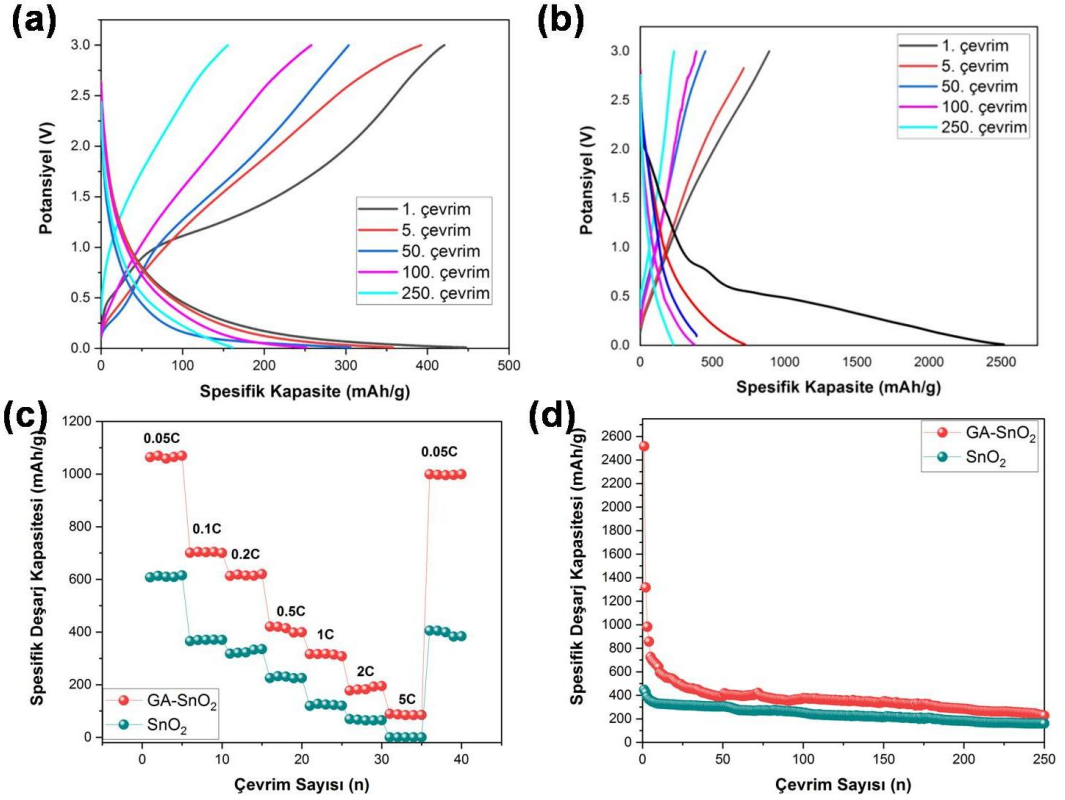 (a)
3.0
2.5
2.0
1.5
1.0
0.5
0.0
Potansiyel (V)
1. çevrim
5. çevrim
50. çevrim
100. çevrim
250. çevrim
0 100 200 300 400 500
Spesifik Kapasite (mAh/g)
(b)
3.0
2.5
2.0
1.5
1.0
0.5
0.0
Potansiyel (V)
1. çevrim
5. çevrim
50. çevrim
100. çevrim
250. çevrim
0 500 1000 1500 2000 2500
Spesifik Kapasite (mAh/g)
(c)
1200
1000
800
600
400
200
0
Spesifik Deşarj Kapasitesi (mAh/g)
0.05C
0.1C
0.2C
0.5C
1C
2C
5C
0.05C
GA-SnO₂
SnO₂
0 10 20 30 40
Çevrim Sayısı (n)
(d)
2600
2400
2200
2000
1800
1600
1400
1200
1000
800
600
400
200
0
Spesifik Deşarj Kapasitesi (mAh/g)
GA-SnO₂
SnO₂
0 50 100 150 200 250
Çevrim Sayısı (n)